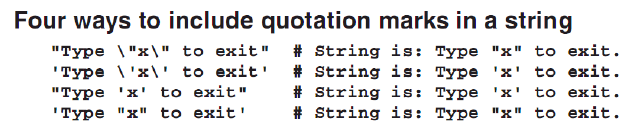 Four ways to include quotation marks in a string
"Type \"x\" to exit" # String is: Type "x" to exit.
'Type \'x\' to exit' # String is: Type 'x' to exit.
"Type 'x' to exit" # String is: Type 'x' to exit.
'Type "x" to exit' # String is: Type "x" to exit.